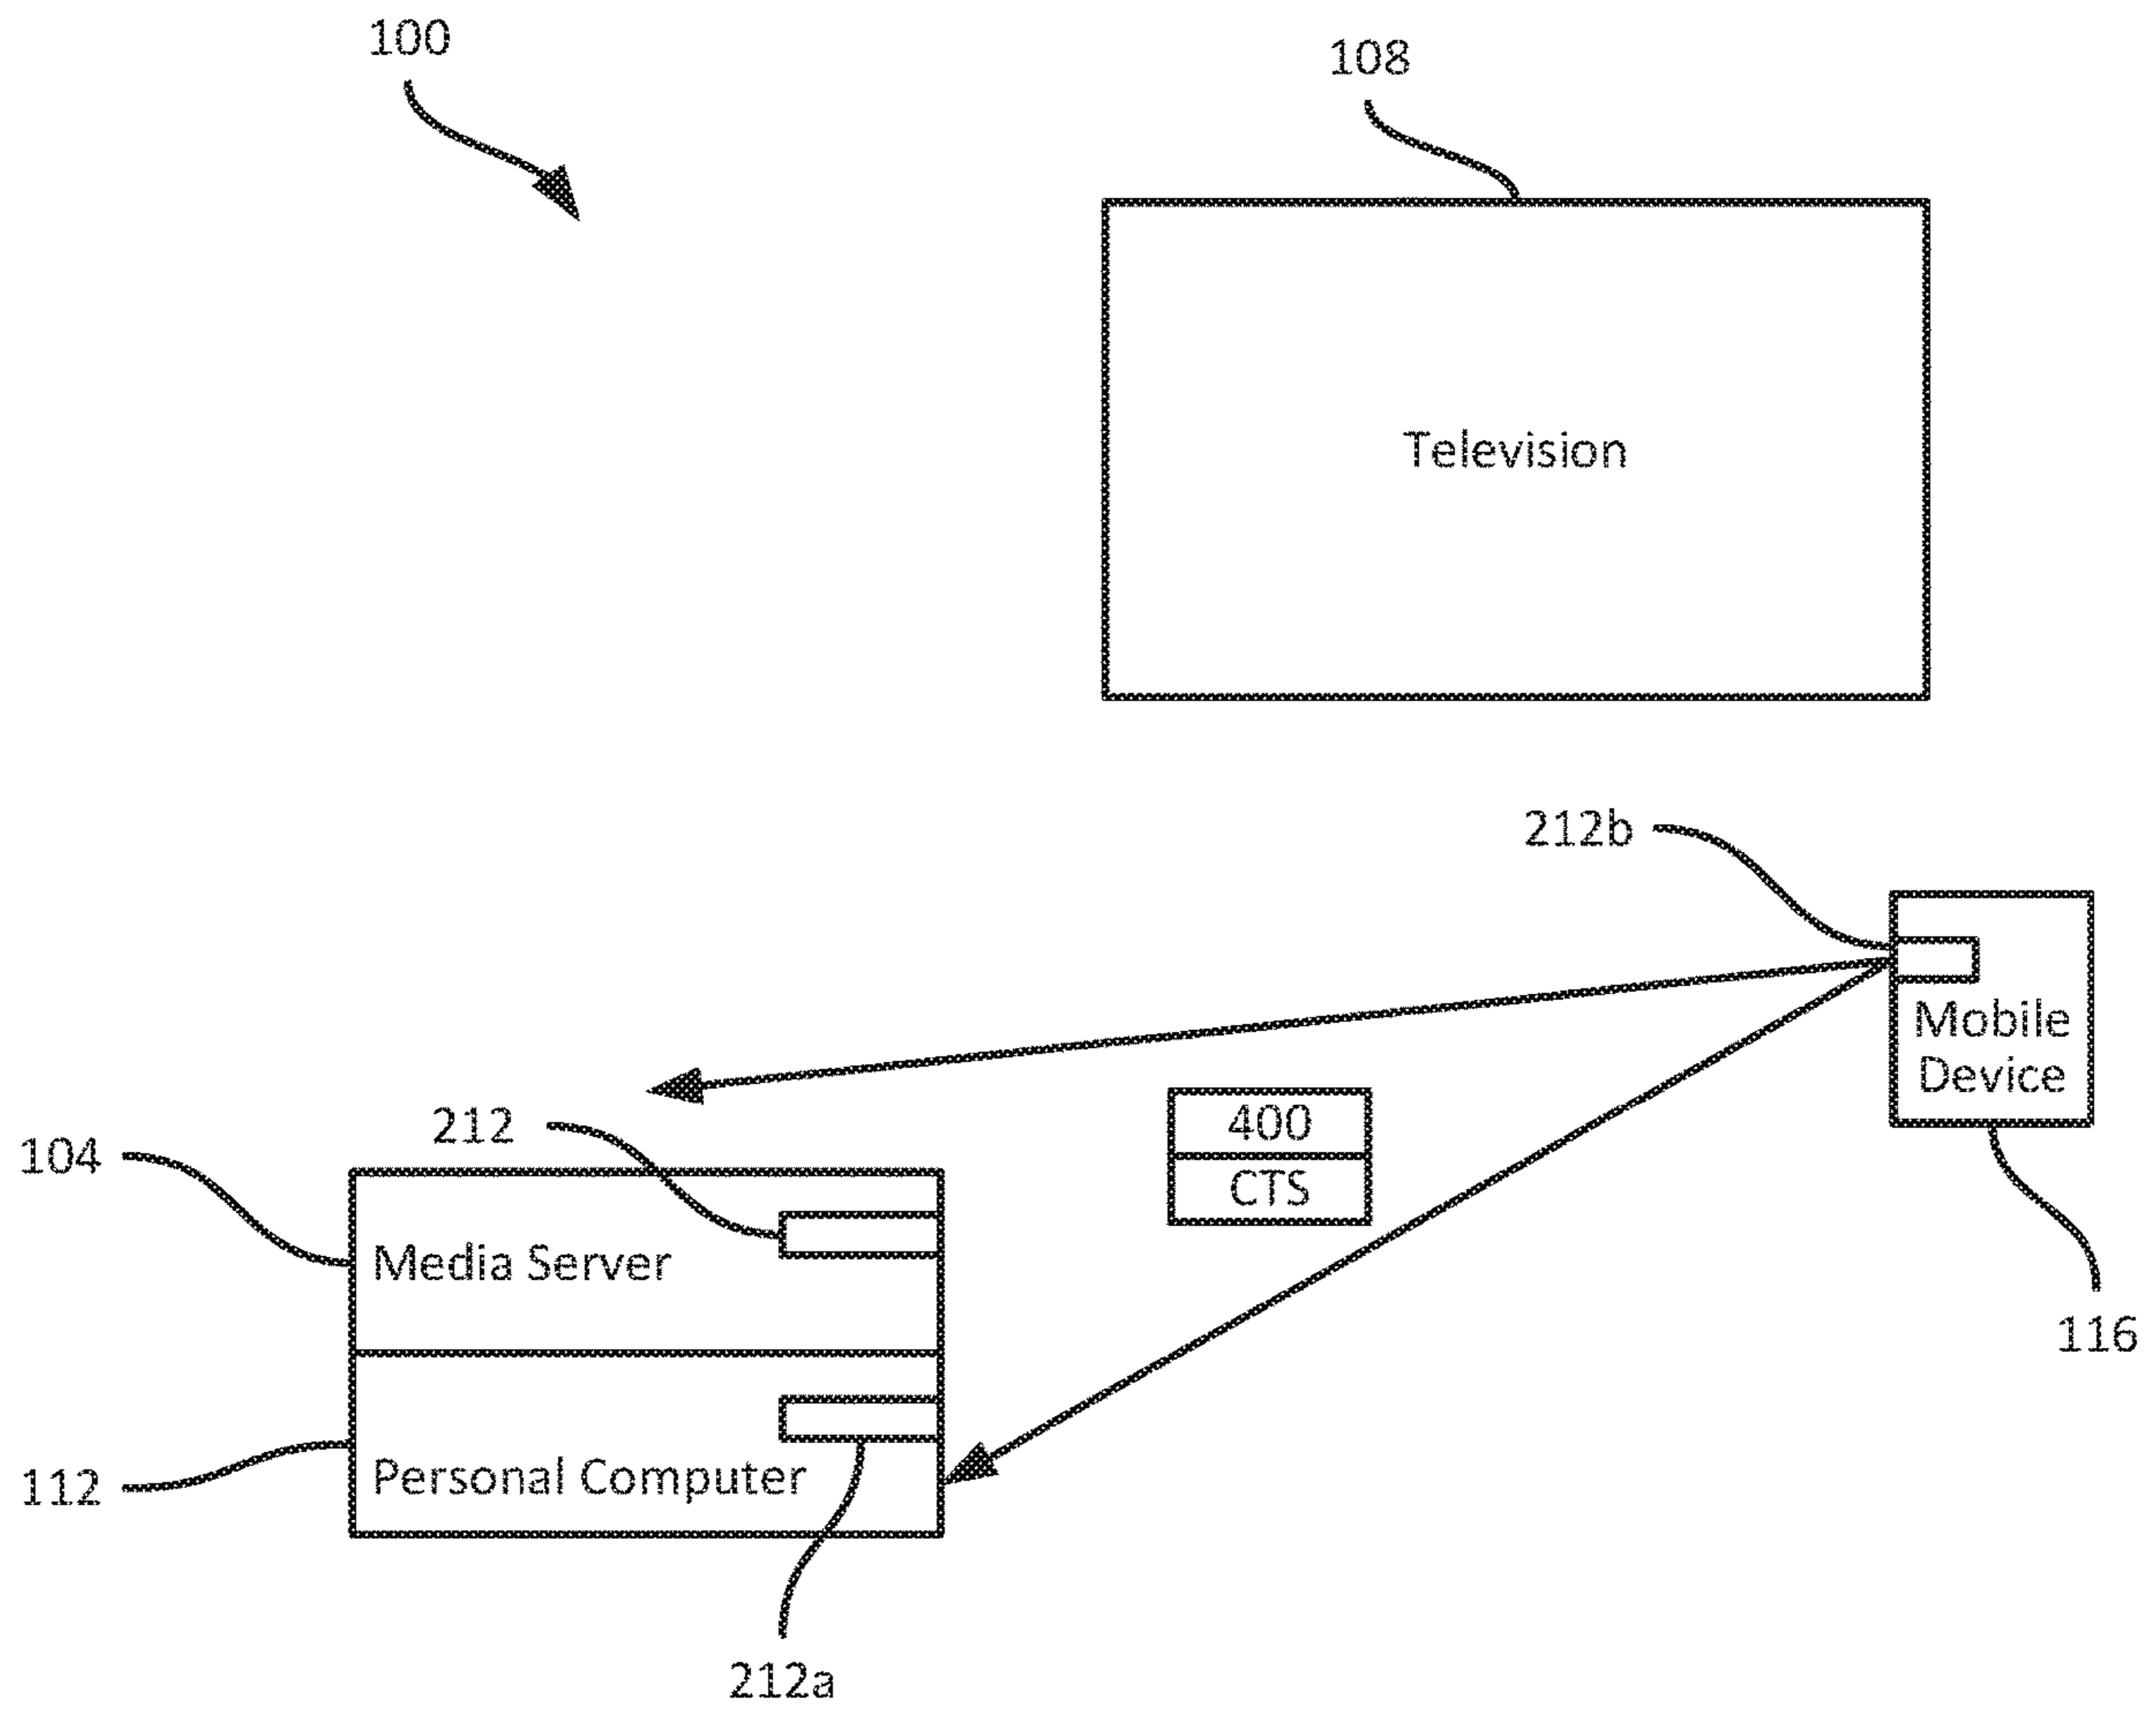 100
108
Television
212b
Mobile
Device
400
CTS
212
104
Media Server
116
112
Personal Computer
212a